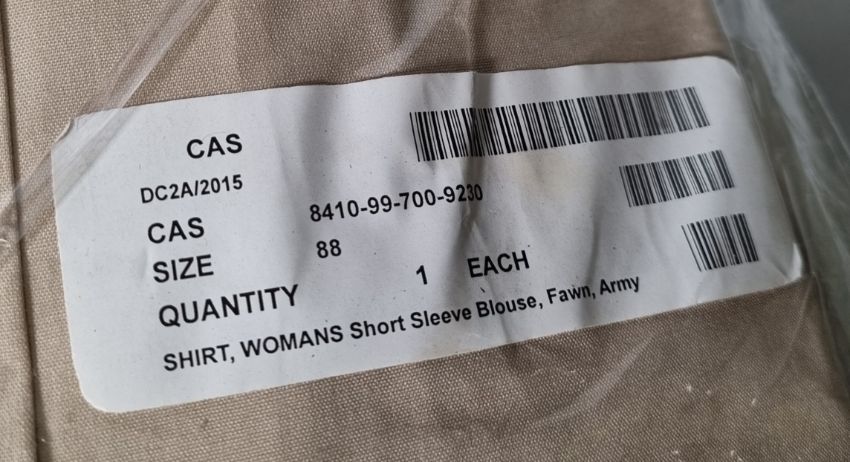 CAS
DC2A/2015
CAS 8410-99-700-9230
SIZE 88
QUANTITY 1 EACH
SHIRT, WOMANS Short Sleeve Blouse, Fawn, Army